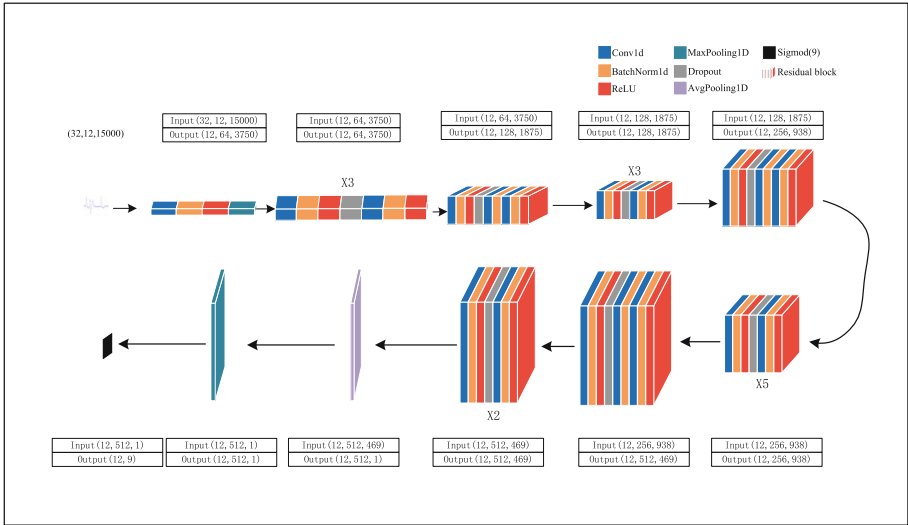 Conv1d
MaxPooling1D
Sigmod(9)
BatchNorm1d
Dropout
Residual block
ReLU
AvgPooling1D
(32,12,15000)
Input(32,12,15000)
Output(12,64,3750)
Input(12,64,3750)
Output(12,64,3750)
Input(12,64,3750)
Output(12,128,1875)
Input(12,128,1875)
Output(12,128,1875)
Input(12,128,1875)
Output(12,256,938)
X3
X3
X2
X5
Input(12,512,1)
Output(12,9)
Input(12,512,1)
Output(12,512,1)
Input(12,512,469)
Output(12,512,1)
Input(12,512,469)
Output(12,512,469)
Input(12,256,938)
Output(12,512,469)
Input(12,256,938)
Output(12,256,938)